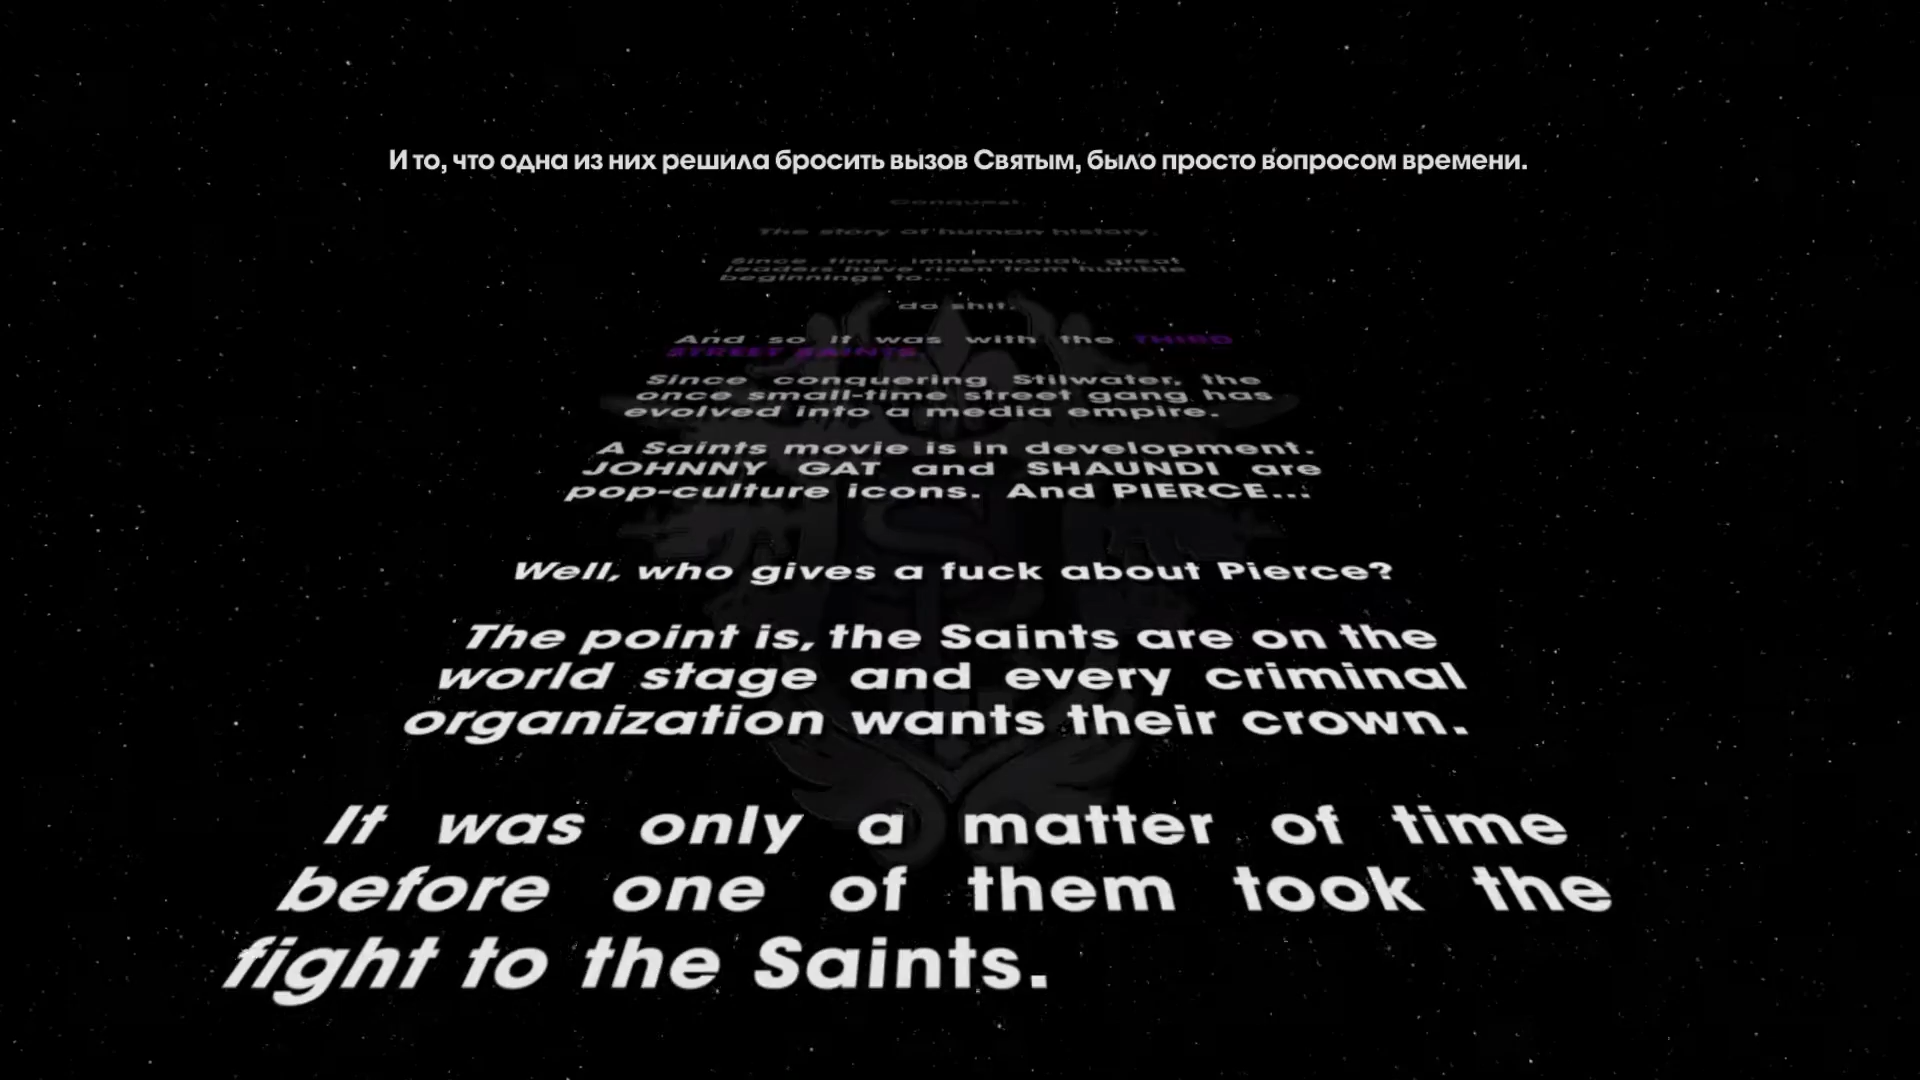 И то, что одна из них решила бросить вызов Святым, было просто вопросом времени.
Conquest.
The story of human history.
Since time immemorial, great
leaders have risen from humble
beginnings to...
do shit.
And so it was with the THIRD
STREET SAINTS.
Since conquering Stilwater, the
once small-time street gang has
evolved into a media empire.
A Saints movie is in development.
JOHNNY GAT and SHAUNDI are
pop-culture icons. And PIERCE...
Well, who gives a fuck about Pierce?
The point is, the Saints are on the
world stage and every criminal
organization wants their crown.
It was only a matter of time
before one of them took the
fight to the Saints.